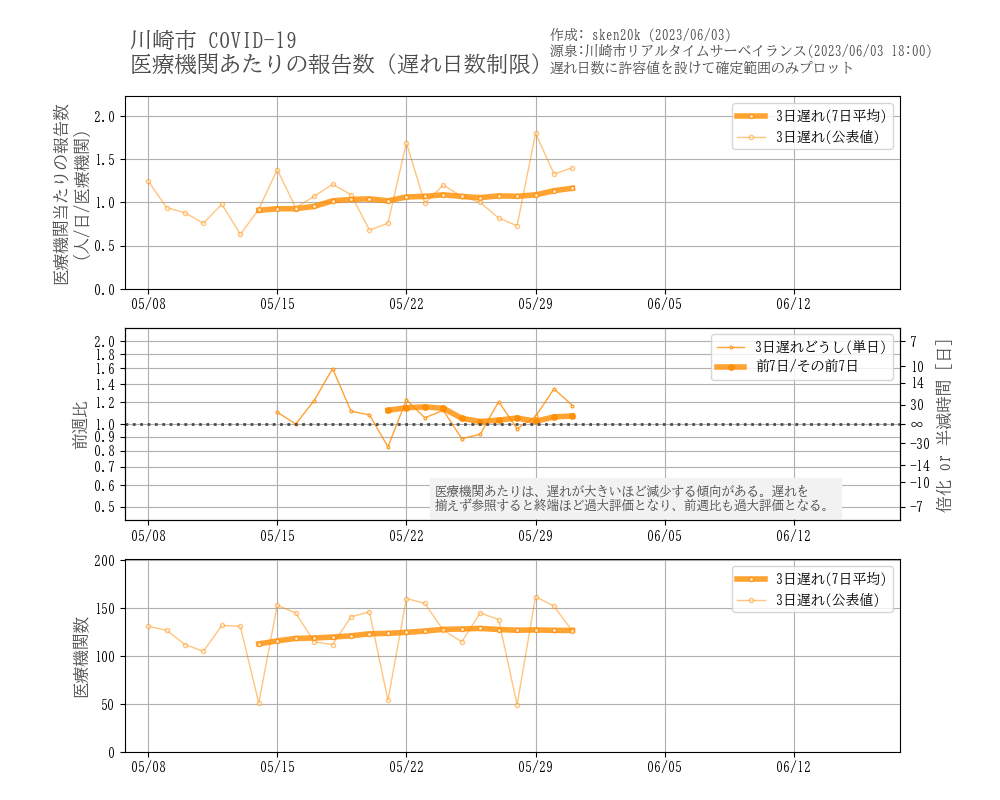 川崎市 COVID-19
医療機関あたりの報告数 (遅れ日数制限)
作成: sken20k (2023/06/03)
源泉:川崎市リアルタイムサーベイランス(2023/06/03 18:00)
遅れ日数に許容値を設けて確定範囲のみプロット
医療機関当たりの報告数
(人/日/医療機関)
2.0
1.5
1.0
0.5
0.0
3日遅れ(7日平均)
3日遅れ(公表値)
05/08 05/15 05/22 05/29 06/05 06/12
前週比
2.0
1.8
1.6
1.4
1.2
1.0
0.9
0.8
0.7
0.6
0.5
3日遅れどうし(単日)
前7日/その前7日
7
10
14
30
∞
-30
-14
-10
-7
倍化 or 半減時間 [日]
医療機関あたりは、遅れが大きいほど減少する傾向がある。遅れを
揃えず参照すると終端ほど過大評価となり、前週比も過大評価となる。
05/08 05/15 05/22 05/29 06/05 06/12
医療機関数
200
150
100
50
0
3日遅れ(7日平均)
3日遅れ(公表値)
05/08 05/15 05/22 05/29 06/05 06/12